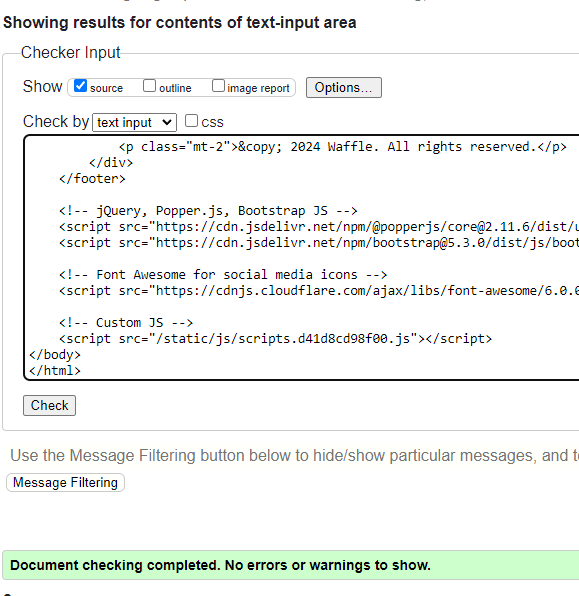 Showing results for contents of text-input area
Checker Input
Show source outline image report Options...
Check by text input CSS
<p class="mt-2">&copy; 2024 Waffle. All rights reserved.</p>
</div>
</footer>
<!-- jQuery, Popper.js, Bootstrap JS -->
<script src="https://cdn.jsdelivr.net/npm/@popperjs/core@2.11.6/dist/u
<script src="https://cdn.jsdelivr.net/npm/bootstrap@5.3.0/dist/js/boot
<!-- Font Awesome for social media icons -->
<script src="https://cdnjs.cloudflare.com/ajax/libs/font-awesome/6.0.0
<!-- Custom JS -->
<script src="/static/js/scripts.d41d8cd98f00.js"></script>
</body>
</html>
Check
Use the Message Filtering button below to hide/show particular messages, and t
Message Filtering
Document checking completed. No errors or warnings to show.